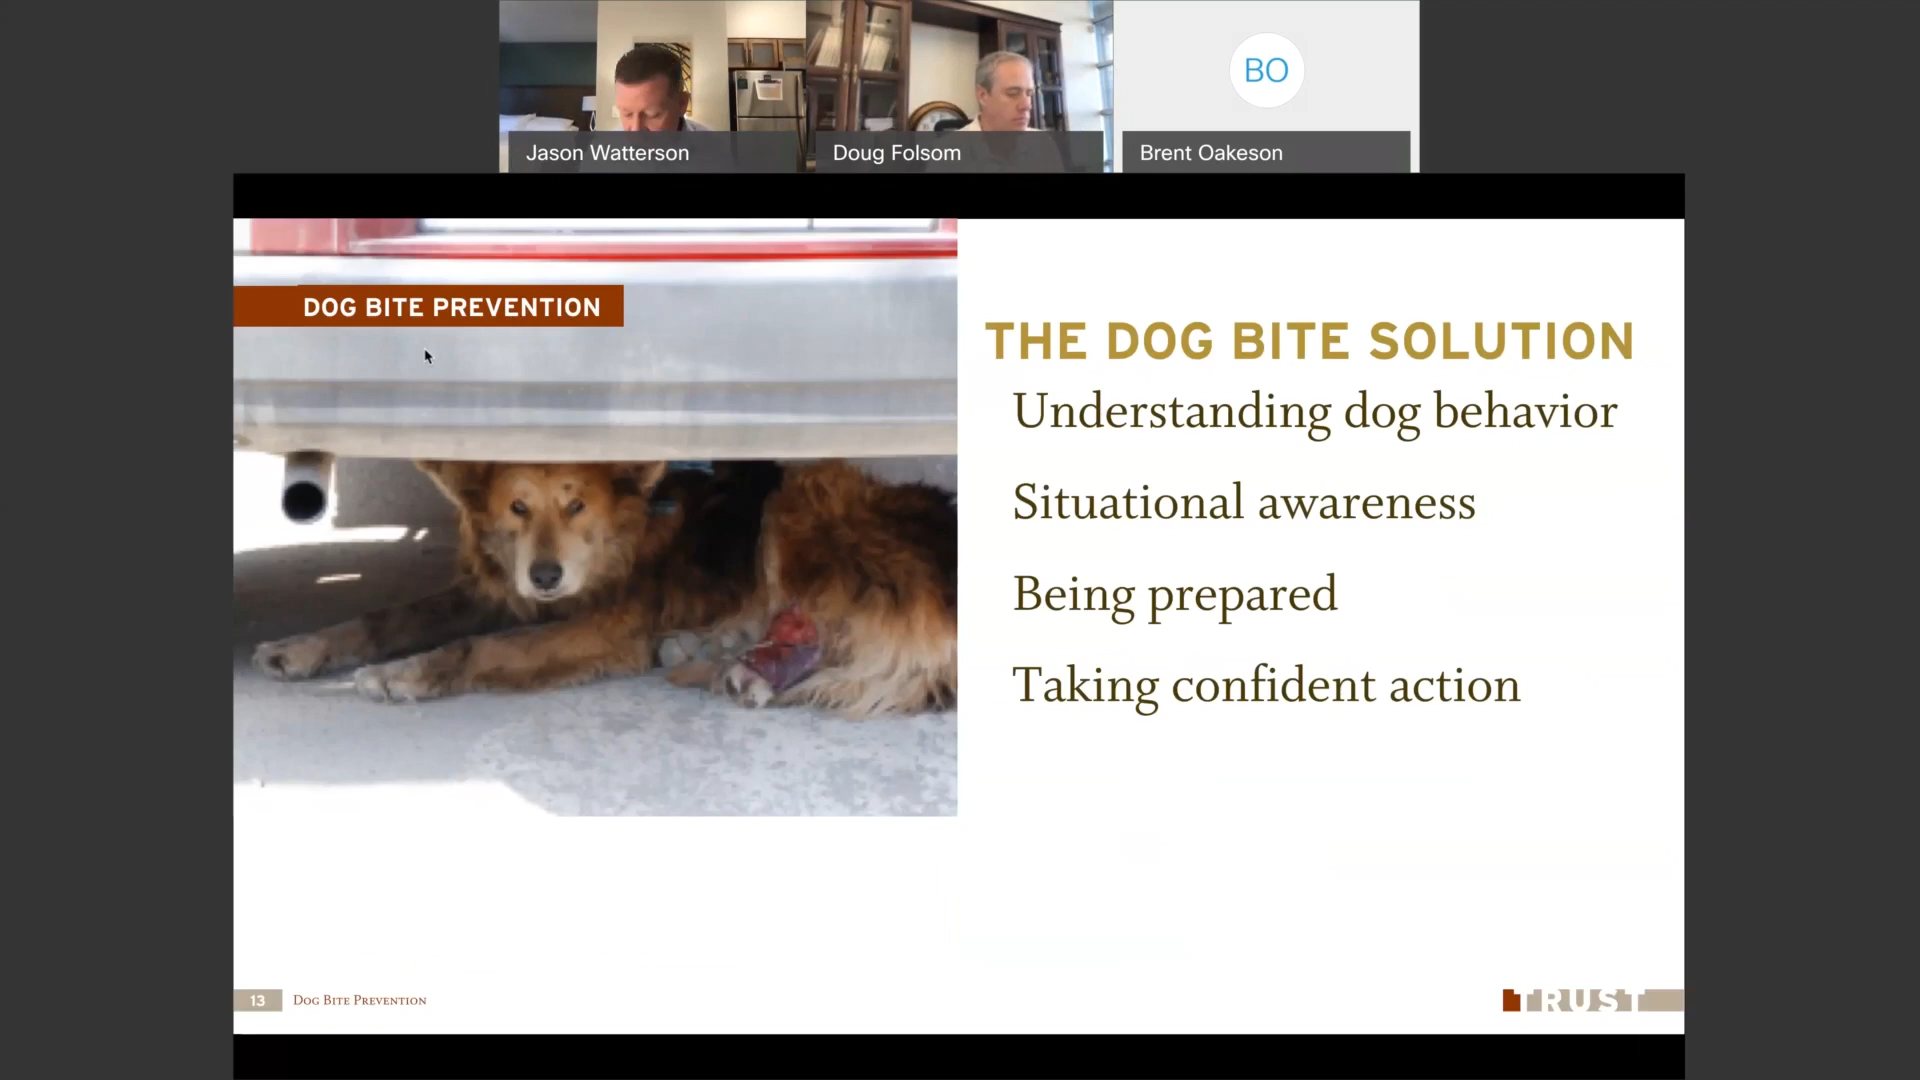 BO
Jason Watterson
Doug Folsom
Brent Oakeson
DOG BITE PREVENTION
THE DOG BITE SOLUTION
Understanding dog behavior
Situational awareness
Being prepared
Taking confident action
13
Dog Bite Prevention
TRUST